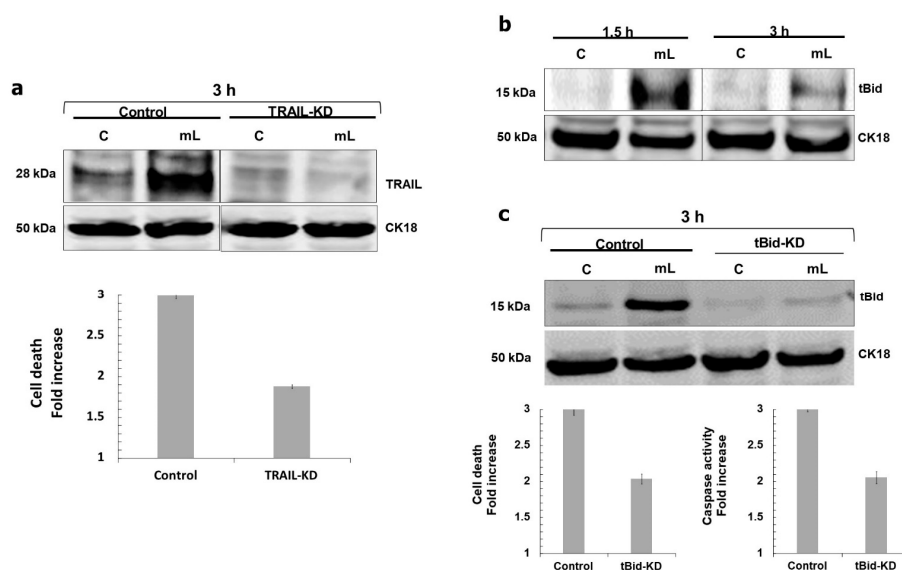 a
3 h
Control TRAIL-KD
C mL C mL
28 kDa
TRAIL
50 kDa CK18
Cell death
Fold increase
3
2.5
2
1.5
1
Control TRAIL-KD
b
1.5 h 3 h
C mL C mL
15 kDa tBid
50 kDa CK18
c
3 h
Control tBid-KD
C mL C mL
15 kDa tBid
50 kDa CK18
Cell death
Fold increase
3
2.5
2
1.5
1
Control tBid-KD
Caspase activity
Fold increase
3
2.5
2
1.5
1
Control tBid-KD